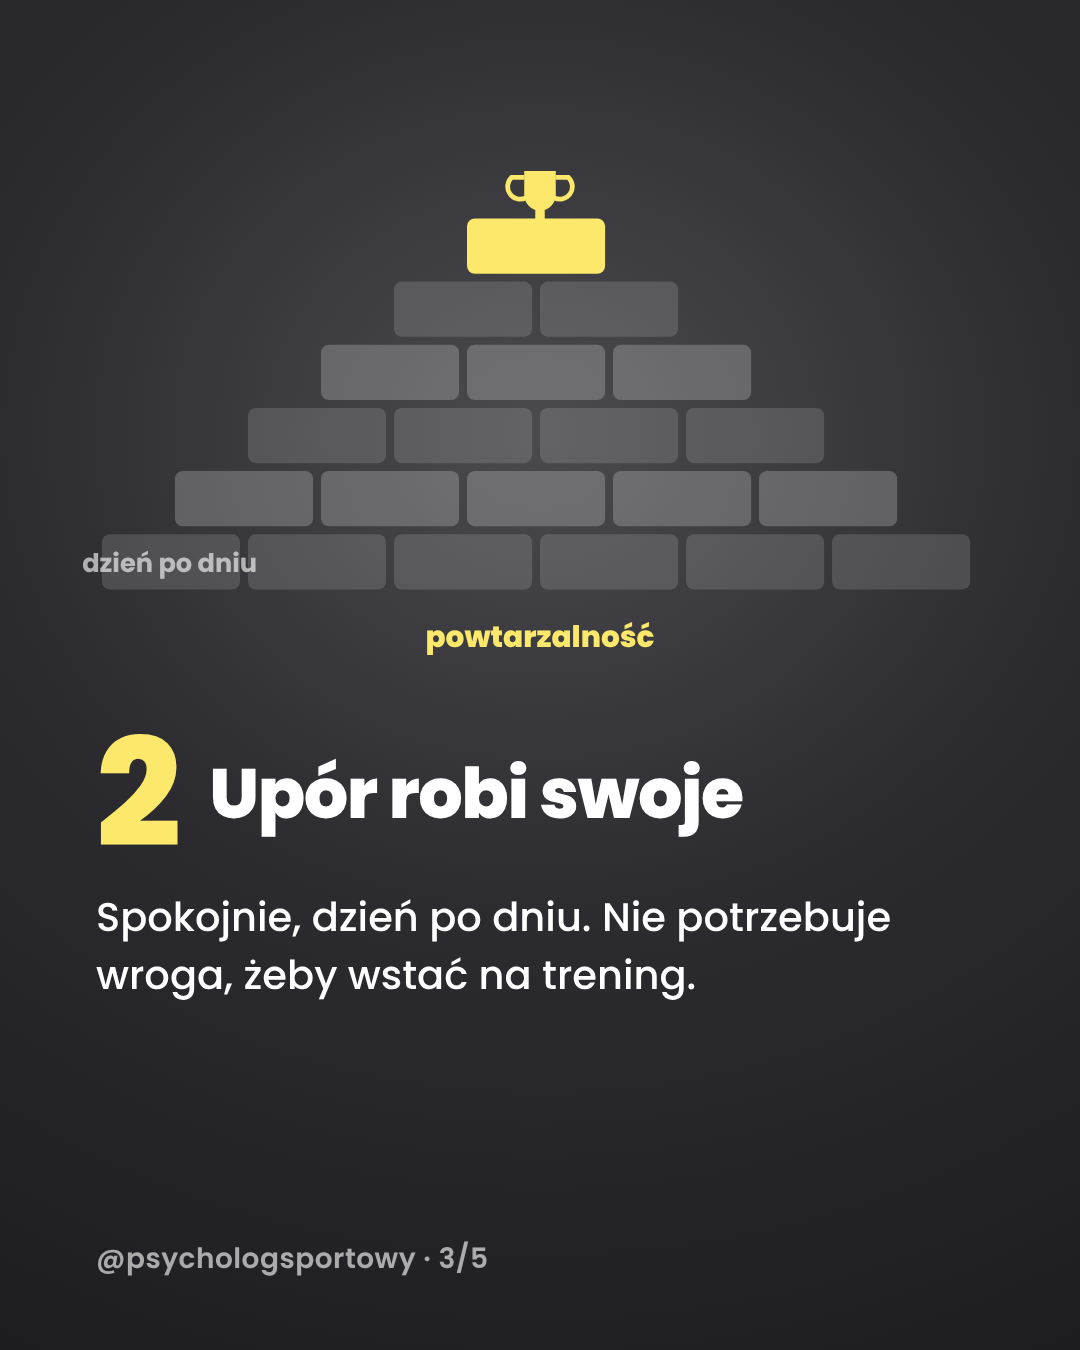 dzień po dniu
powtarzalność
2 Upór robi swoje
Spokojnie, dzień po dniu. Nie potrzebuje
wroga, żeby wstać na trening.
@psychologsportowy · 3/5